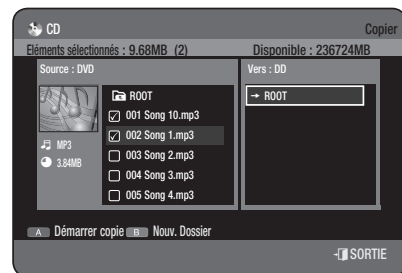 CD
Copier
Eléments sélectionnés : 9.68MB (2)
Disponible : 236724MB
Source : DVD
Vers : DD
ROOT
→ ROOT
001 Song 10.mp3
002 Song 1.mp3
003 Song 2.mp3
004 Song 3.mp3
005 Song 4.mp3
MP3
3.84MB
A Démarrer copie B Nouv. Dossier
SORTIE